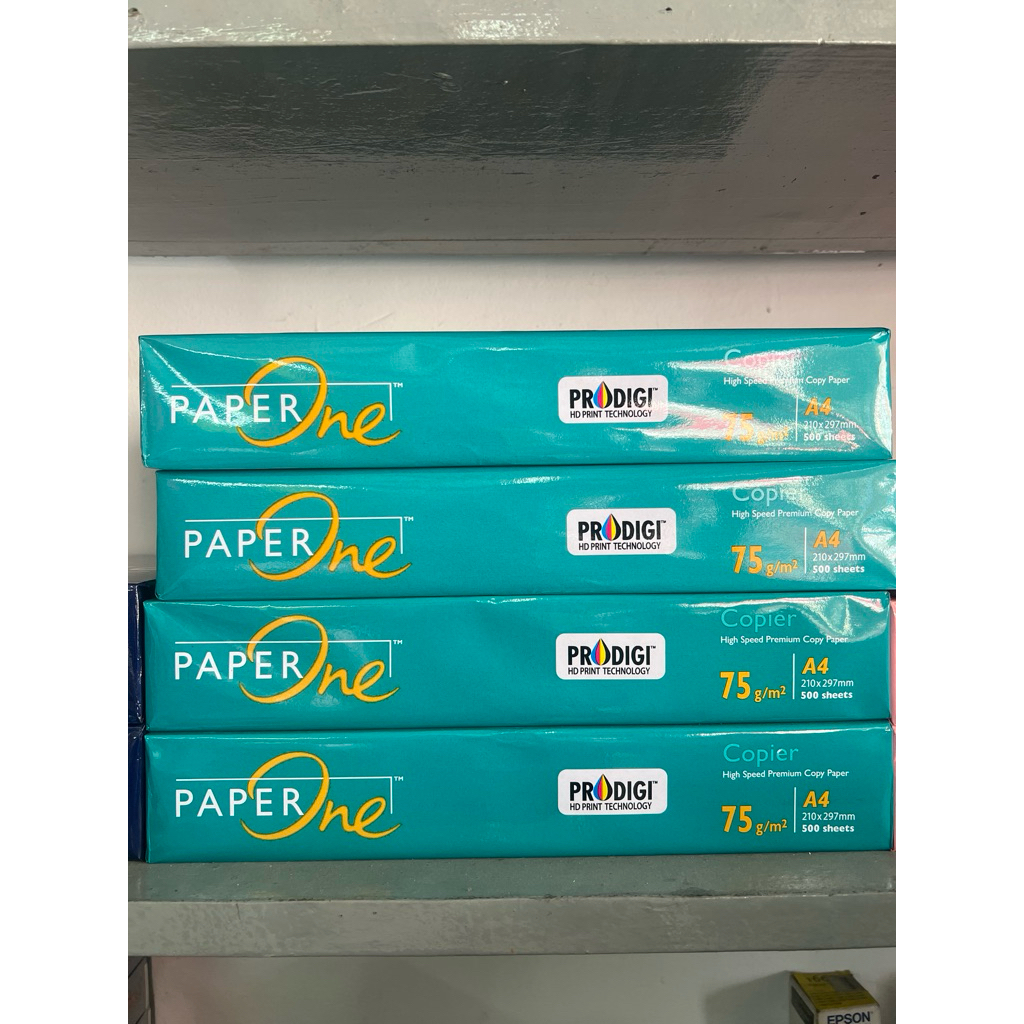 PAPER One™
PRODIGI™
HD PRINT TECHNOLOGY
Copier
High Speed Premium Copy Paper
75 g/m²
A4
210x297mm
500 sheets
PAPER One™
PRODIGI™
HD PRINT TECHNOLOGY
Copier
High Speed Premium Copy Paper
75 g/m²
A4
210x297mm
500 sheets
PAPER One™
PRODIGI™
HD PRINT TECHNOLOGY
Copier
High Speed Premium Copy Paper
75 g/m²
A4
210x297mm
500 sheets
PAPER One™
PRODIGI™
HD PRINT TECHNOLOGY
Copier
High Speed Premium Copy Paper
75 g/m²
A4
210x297mm
500 sheets
EPSON